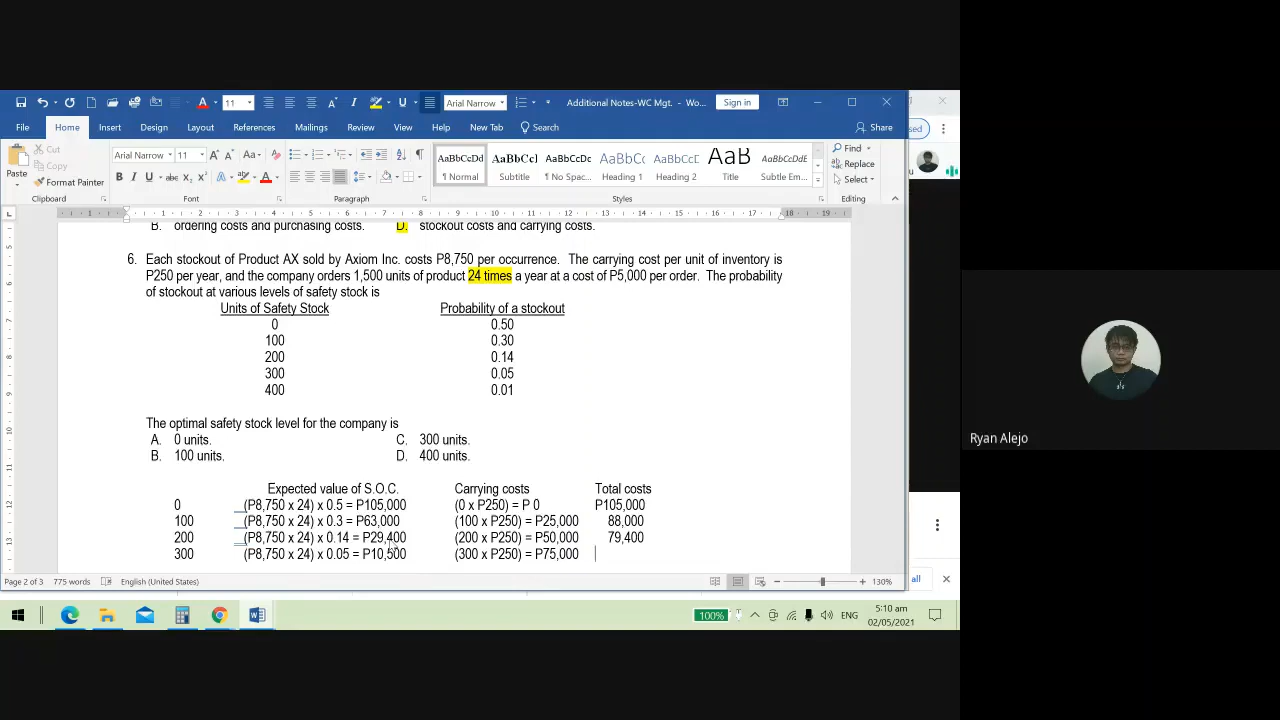 Additional Notes-WC Mgt. - Wo...
Sign in
11
Arial Narrow
File
Home
Insert
Design
Layout
References
Mailings
Review
View
Help
New Tab
Search
Share
Paste
Cut
Copy
Format Painter
Arial Narrow
11
AaBbCcDd
¶ Normal
Subtitle
¶ No Spac...
Heading 1
Heading 2
Title
Subtle Em...
Find
Replace
Select
Clipboard
Font
Paragraph
Styles
Editing
B. ordering costs and purchasing costs. D. stockout costs and carrying costs.
6. Each stockout of Product AX sold by Axiom Inc. costs P8,750 per occurrence. The carrying cost per unit of inventory is
P250 per year, and the company orders 1,500 units of product 24 times a year at a cost of P5,000 per order. The probability
of stockout at various levels of safety stock is
Units of Safety Stock Probability of a stockout
0 0.50
100 0.30
200 0.14
300 0.05
400 0.01
The optimal safety stock level for the company is
A. 0 units. C. 300 units.
B. 100 units. D. 400 units.
Expected value of S.O.C. Carrying costs Total costs
0 (P8,750 x 24) x 0.5 = P105,000 (0 x P250) = P 0 P105,000
100 (P8,750 x 24) x 0.3 = P63,000 (100 x P250) = P25,000 88,000
200 (P8,750 x 24) x 0.14 = P29,400 (200 x P250) = P50,000 79,400
300 (P8,750 x 24) x 0.05 = P10,500 (300 x P250) = P75,000
Page 2 of 3
775 words
English (United States)
130%
100%
ENG
5:10 am
02/05/2021
Ryan Alejo